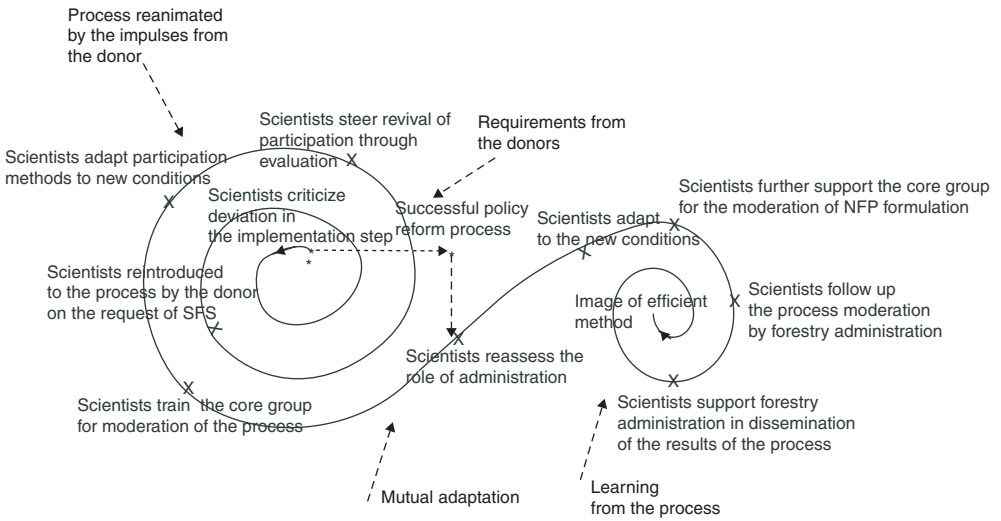 Process reanimated
by the impulses from
the donor
Scientists steer revival of
participation through
evaluation X
Requirements from
the donors
Scientists adapt participation
methods to new conditions
X
Scientists criticize
deviation in
the implementation step
*
*
Successful policy
reform process
*
Scientists adapt
to the new conditions
X
Scientists further support the core group
for the moderation of NFP formulation
X
Scientists reintroduced
to the process by the donor
on the request of SFS
X
Image of efficient
method
X
Scientists follow up
the process moderation
by forestry administration
X
Scientists reassess the
role of administration
X
Scientists train the core group
for moderation of the process
X
Scientists support forestry
administration in dissemination
of the results of the process
Mutual adaptation
Learning
from the process